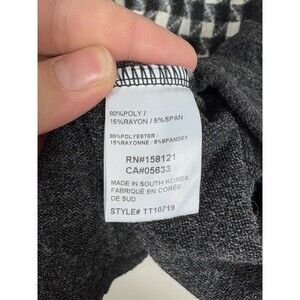 80%POLY /
15%RAYON / 5%SPAN
80%POLYESTER /
15%RAYONNE / 5%SPANDEX
RN#158121
CA#05633
MADE IN SOUTH KOREA
FABRIQUÉ EN CORÉE
DE SUD
STYLE# TT10719